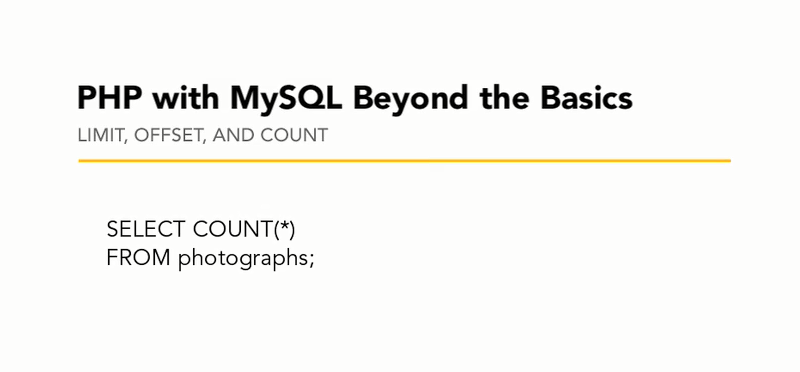 PHP with MySQL Beyond the Basics
LIMIT, OFFSET, AND COUNT
SELECT COUNT(*)
FROM photographs;